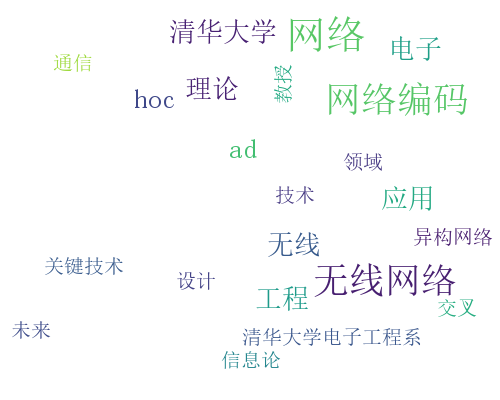 清华大学
网络
电子
通信
教授
理论
hoc
网络编码
ad
领域
技术
应用
无线
异构网络
关键技术
设计
无线网络
工程
交叉
未来
清华大学电子工程系
信息论